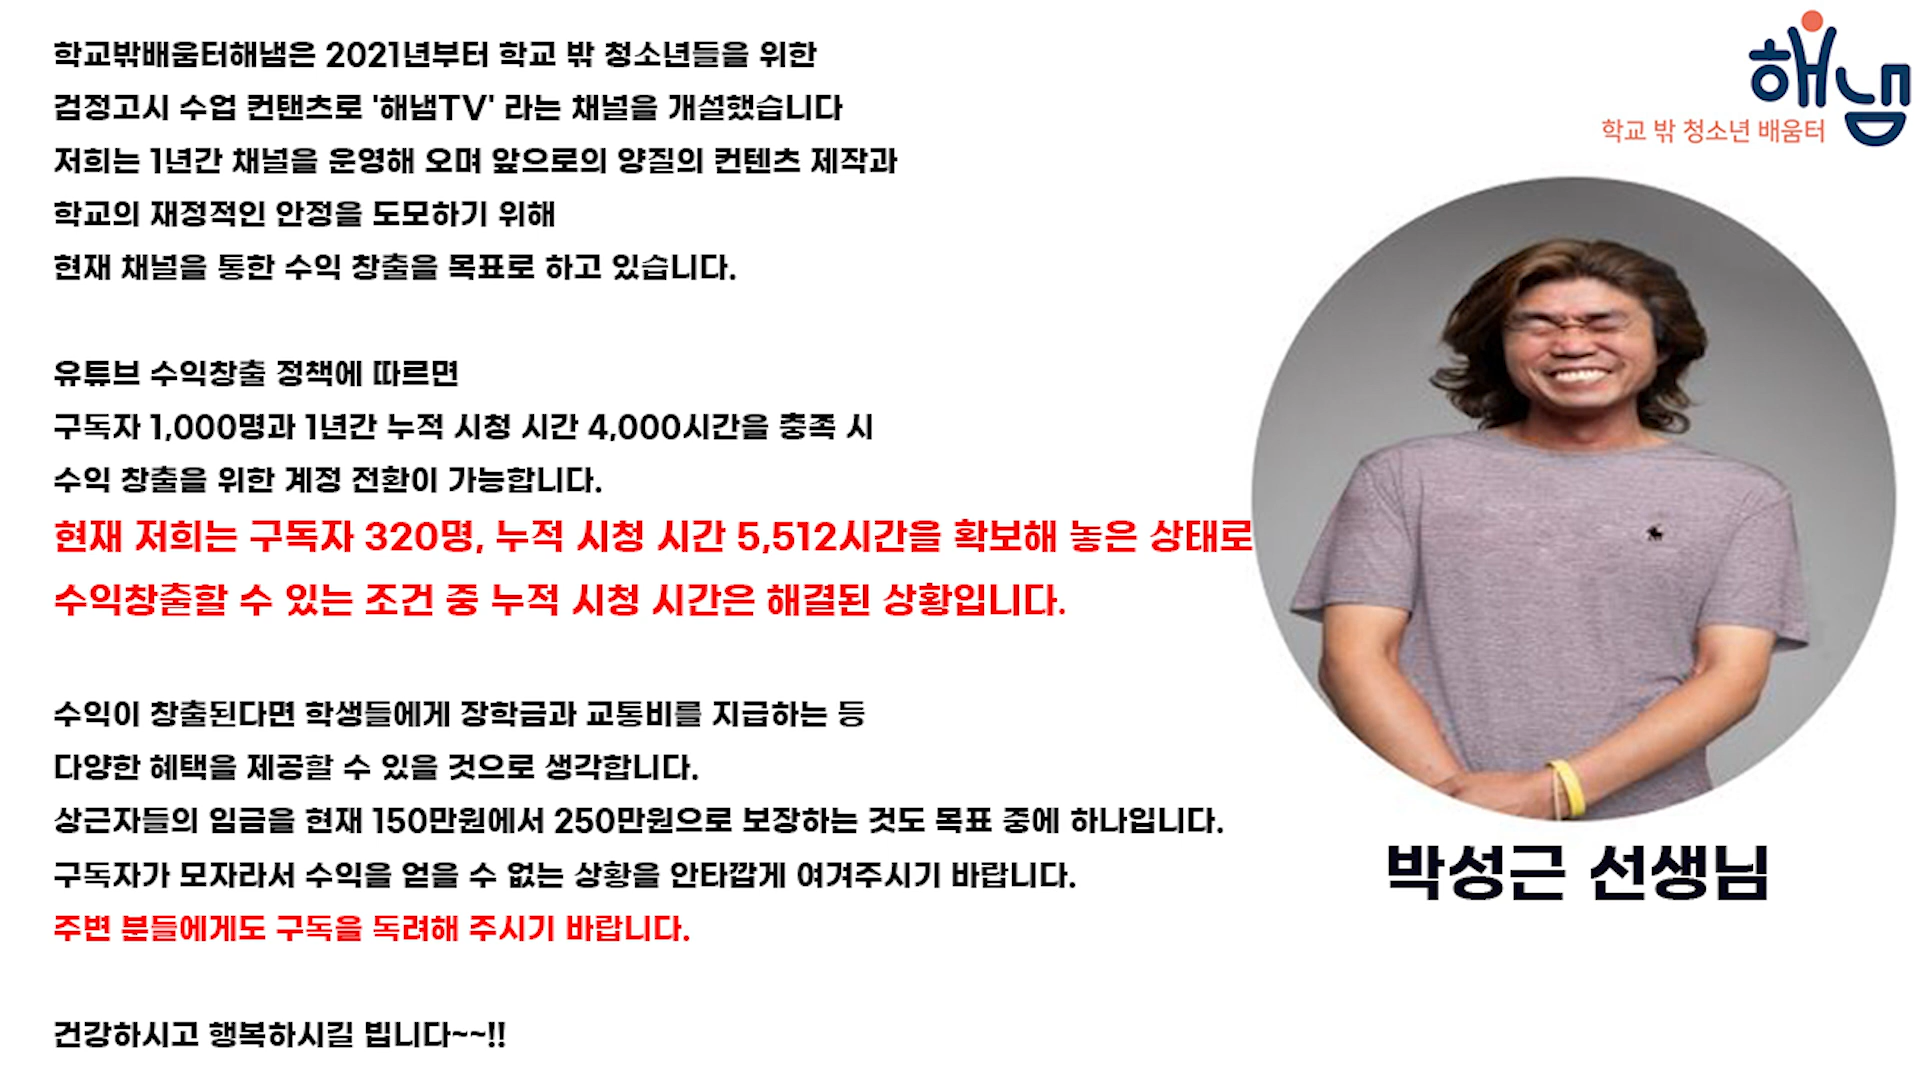 학교밖배움터해냄은 2021년부터 학교 밖 청소년들을 위한
검정고시 수업 컨탠츠로 '해냄TV' 라는 채널을 개설했습니다
저희는 1년간 채널을 운영해 오며 앞으로의 양질의 컨텐츠 제작과
학교의 재정적인 안정을 도모하기 위해
현재 채널을 통한 수익 창출을 목표로 하고 있습니다.
유튜브 수익창출 정책에 따르면
구독자 1,000명과 1년간 누적 시청 시간 4,000시간을 충족 시
수익 창출을 위한 계정 전환이 가능합니다.
현재 저희는 구독자 320명, 누적 시청 시간 5,512시간을 확보해 놓은 상태로
수익창출할 수 있는 조건 중 누적 시청 시간은 해결된 상황입니다.
수익이 창출된다면 학생들에게 장학금과 교통비를 지급하는 등
다양한 혜택을 제공할 수 있을 것으로 생각합니다.
상근자들의 임금을 현재 150만원에서 250만원으로 보장하는 것도 목표 중에 하나입니다.
구독자가 모자라서 수익을 얻을 수 없는 상황을 안타깝게 여겨주시기 바랍니다.
주변 분들에게도 구독을 독려해 주시기 바랍니다.
건강하시고 행복하시길 빕니다~~!!
해냄
학교 밖 청소년 배움터
박성근 선생님